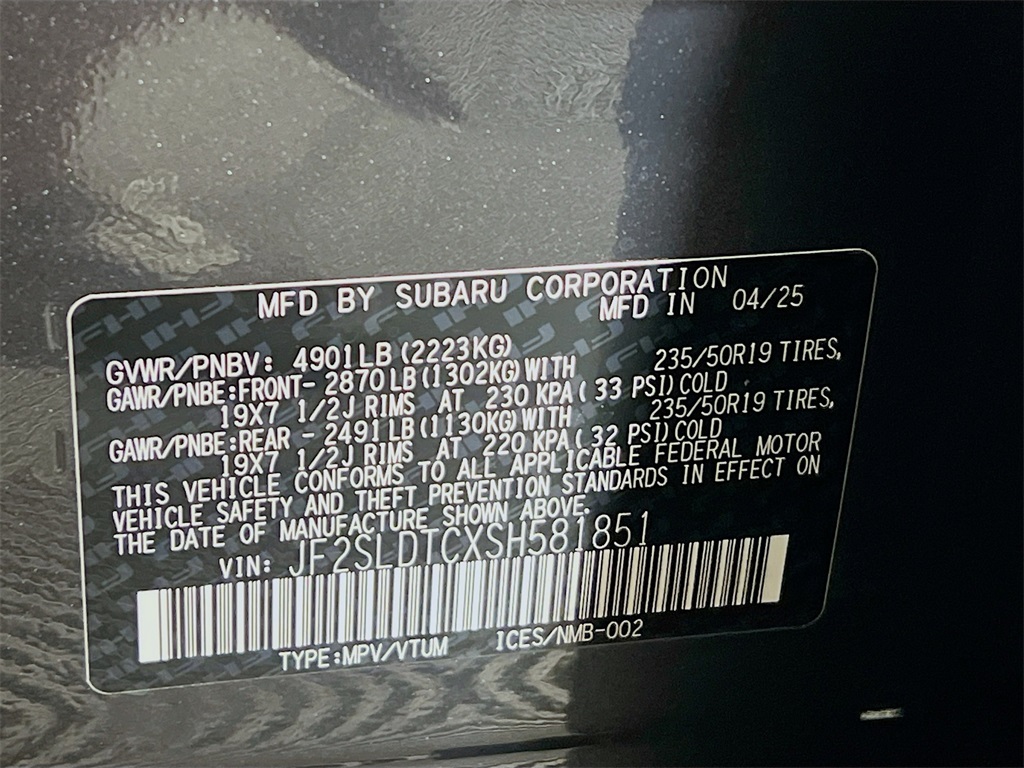 MFD BY SUBARU CORPORATION
MFD IN 04/25
GVWR/PNBV: 4901LB (2223KG)
GAWR/PNBE:FRONT- 2870LB(1302KG)WITH 235/50R19 TIRES,
19X7 1/2J RIMS AT 230 KPA(33 PSI)COLD
GAWR/PNBE:REAR - 2491LB(1130KG)WITH 235/50R19 TIRES,
19X7 1/2J RIMS AT 220 KPA(32 PSI)COLD
THIS VEHICLE CONFORMS TO ALL APPLICABLE FEDERAL MOTOR
VEHICLE SAFETY AND THEFT PREVENTION STANDARDS IN EFFECT ON
THE DATE OF MANUFACTURE SHOWN ABOVE.
VIN: JF2SLDTCXSH581851
TYPE:MPV/VTUM ICES/NMB-002